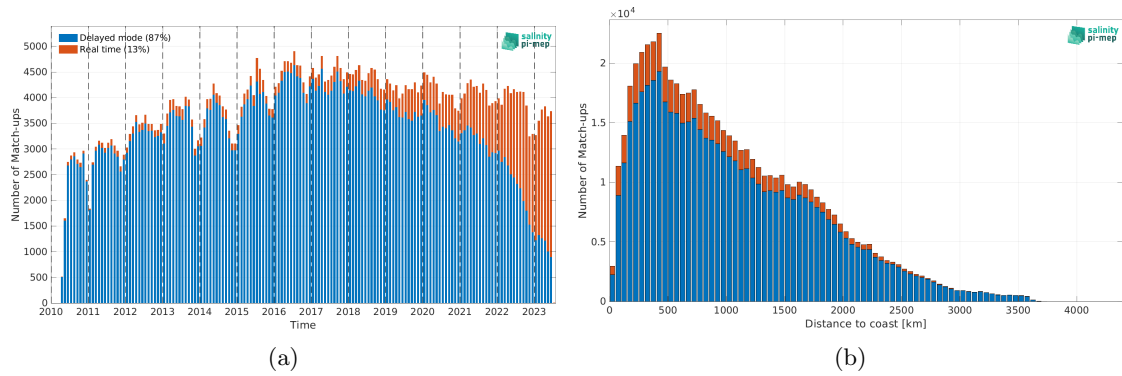 Delayed mode (87%)
Real time (13%)
salinity
pi-mep
Number of Match-ups
5000
4500
4000
3500
3000
2500
2000
1500
1000
500
0
2010 2011 2012 2013 2014 2015 2016 2017 2018 2019 2020 2021 2022 2023
Time
(a)
×10⁴
salinity
pi-mep
Number of Match-ups
2
1.5
1
0.5
0
0 500 1000 1500 2000 2500 3000 3500 4000
Distance to coast [km]
(b)